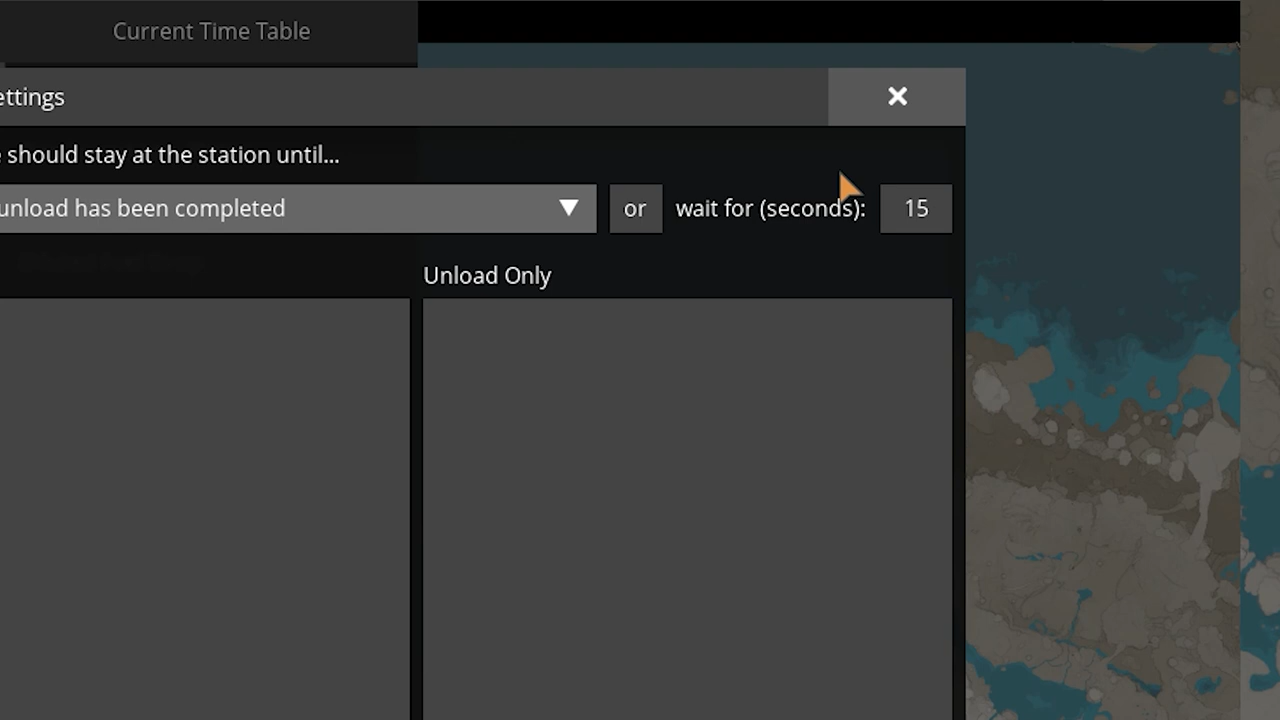 Current Time Table
ettings
should stay at the station until...
unload has been completed or wait for (seconds): 15
Unload Only